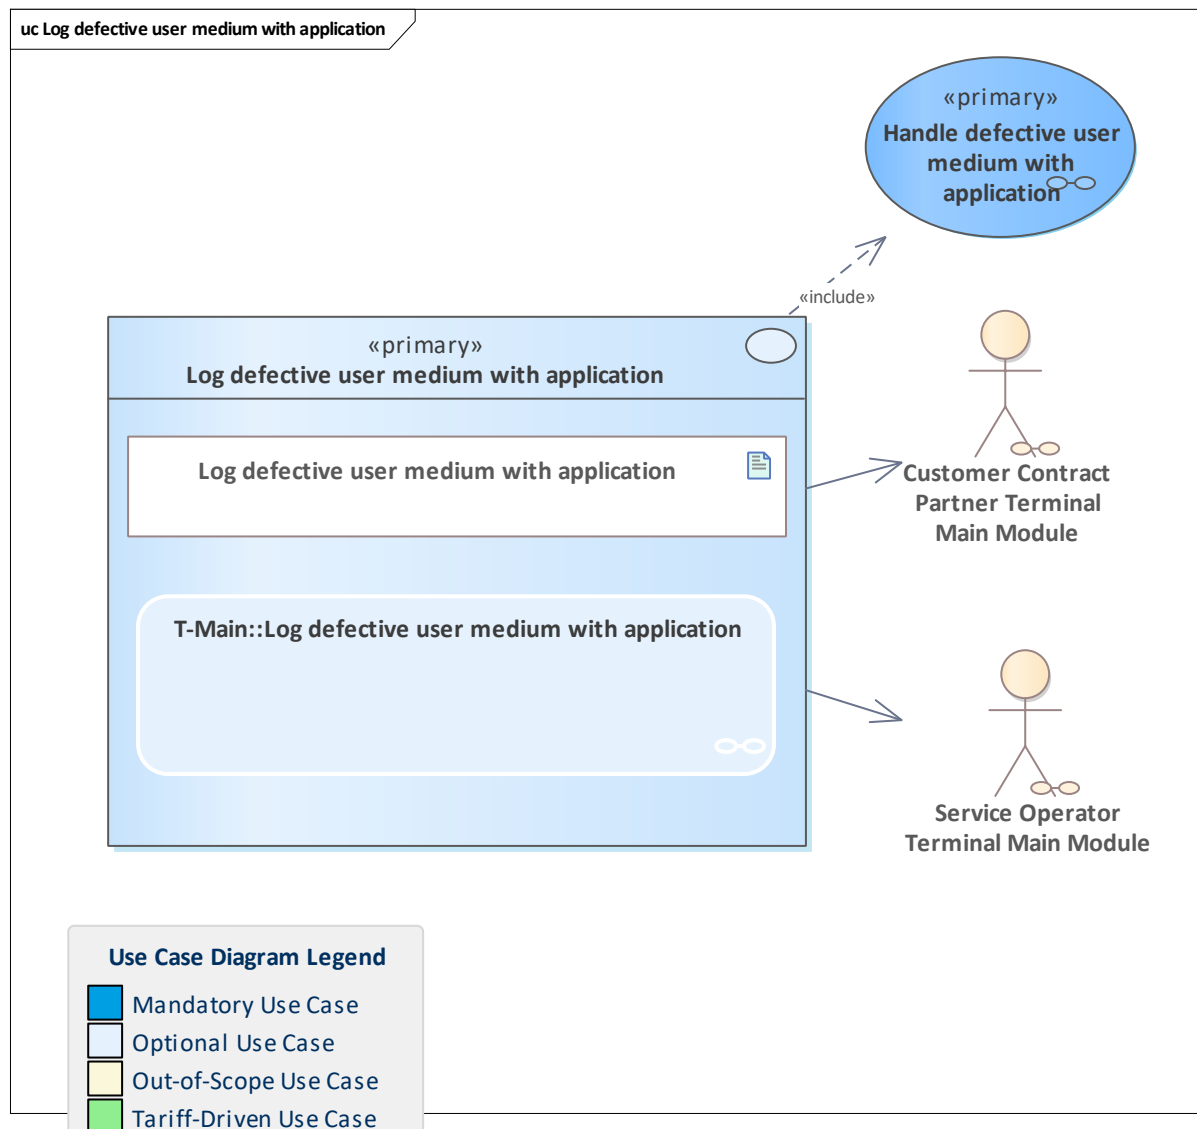 uc Log defective user medium with application
«primary»
Handle defective user
medium with
application
«include»
«primary»
Log defective user medium with application
Log defective user medium with application
Customer Contract
Partner Terminal
Main Module
T-Main::Log defective user medium with application
Service Operator
Terminal Main Module
Use Case Diagram Legend
Mandatory Use Case
Optional Use Case
Out-of-Scope Use Case
Tariff-Driven Use Case